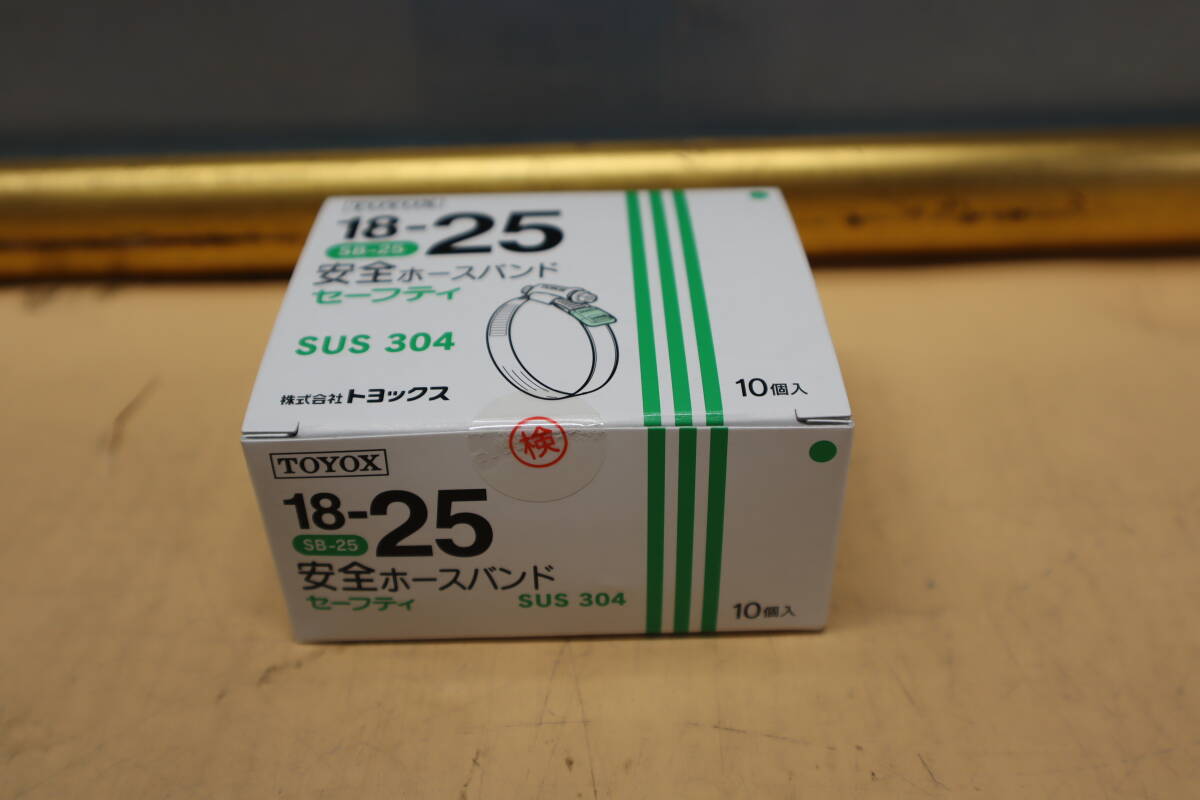 TOYOX
18-25
SB-25
安全ホースバンド
セーフティ
SUS 304
株式会社トヨックス
10個入
検
TOYOX
18-25
SB-25
安全ホースバンド
セーフティ
SUS 304
10個入